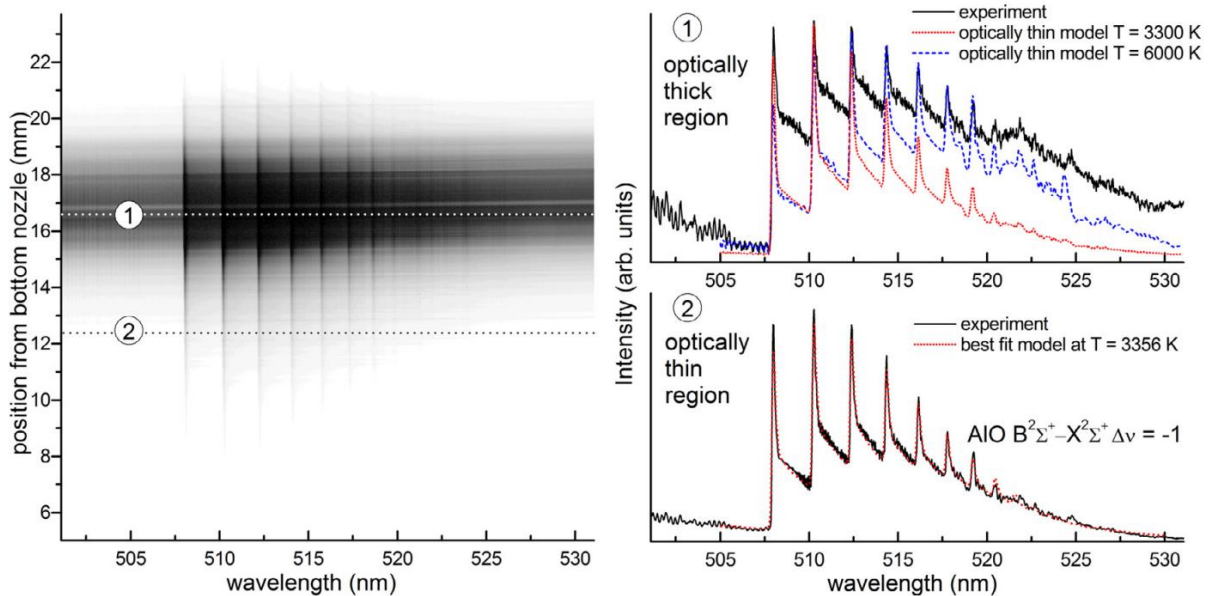 position from bottom nozzle (mm)
22
20
18
16
14
12
10
8
6
1
2
505 510 515 520 525 530
wavelength (nm)
Intensity (arb. units)
1
optically
thick
region
experiment
optically thin model T = 3300 K
optically thin model T = 6000 K
505 510 515 520 525 530
2
optically
thin
region
experiment
best fit model at T = 3356 K
AlO B²Σ⁺–X²Σ⁺ Δν = -1
505 510 515 520 525 530
wavelength (nm)